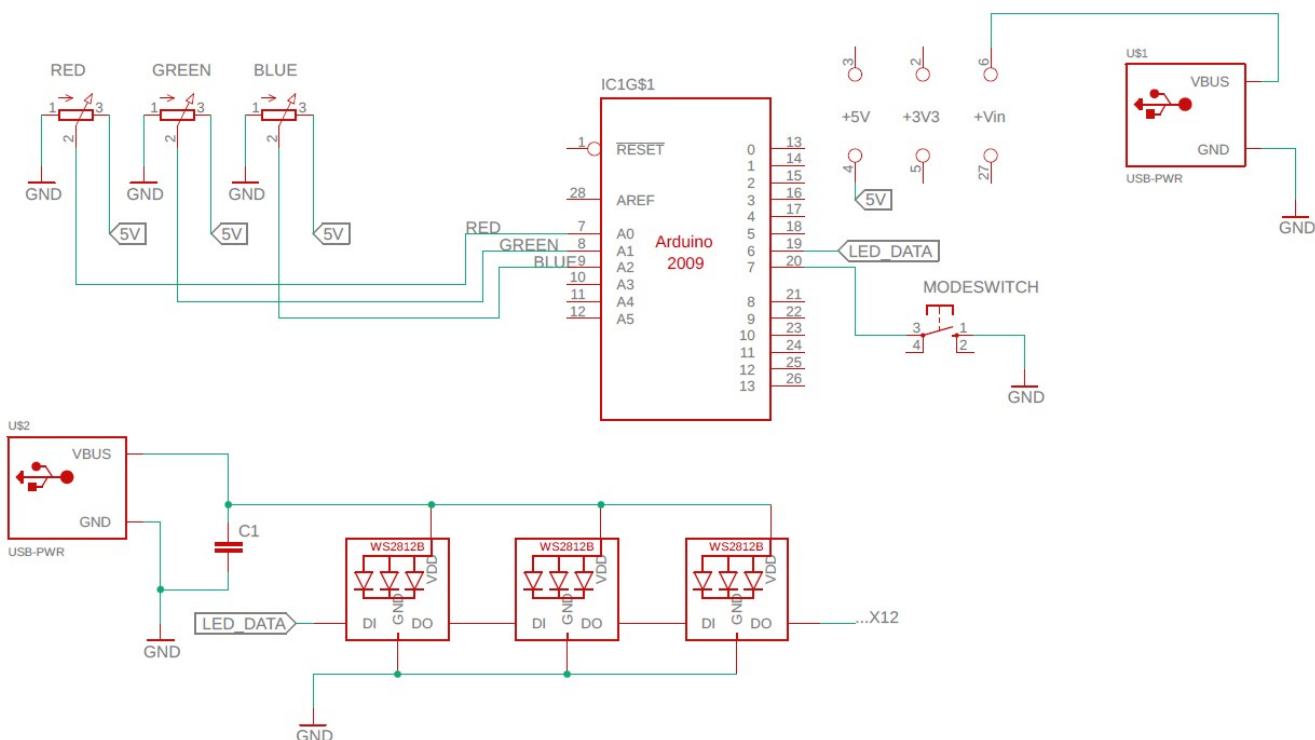 RED
GREEN
BLUE
1
3
2
1
3
2
1
3
2
GND
GND
GND
5V
5V
5V
RED
GREEN
BLUE
IC1G$1
1
RESET
28
AREF
7
A0
8
A1
9
A2
10
A3
11
A4
12
A5
Arduino
2009
0
13
1
14
2
15
3
16
4
17
5
18
6
19
7
20
8
21
9
22
10
23
11
24
12
25
13
26
3
2
6
+5V
+3V3
+Vin
4
5
27
5V
LED_DATA
MODESWITCH
3
1
4
2
GND
U$1
VBUS
GND
USB-PWR
GND
U$2
VBUS
GND
USB-PWR
C1
GND
LED_DATA
WS2812B
VDD
GND
DI
DO
WS2812B
VDD
GND
DI
DO
WS2812B
VDD
GND
DI
DO
...X12
GND